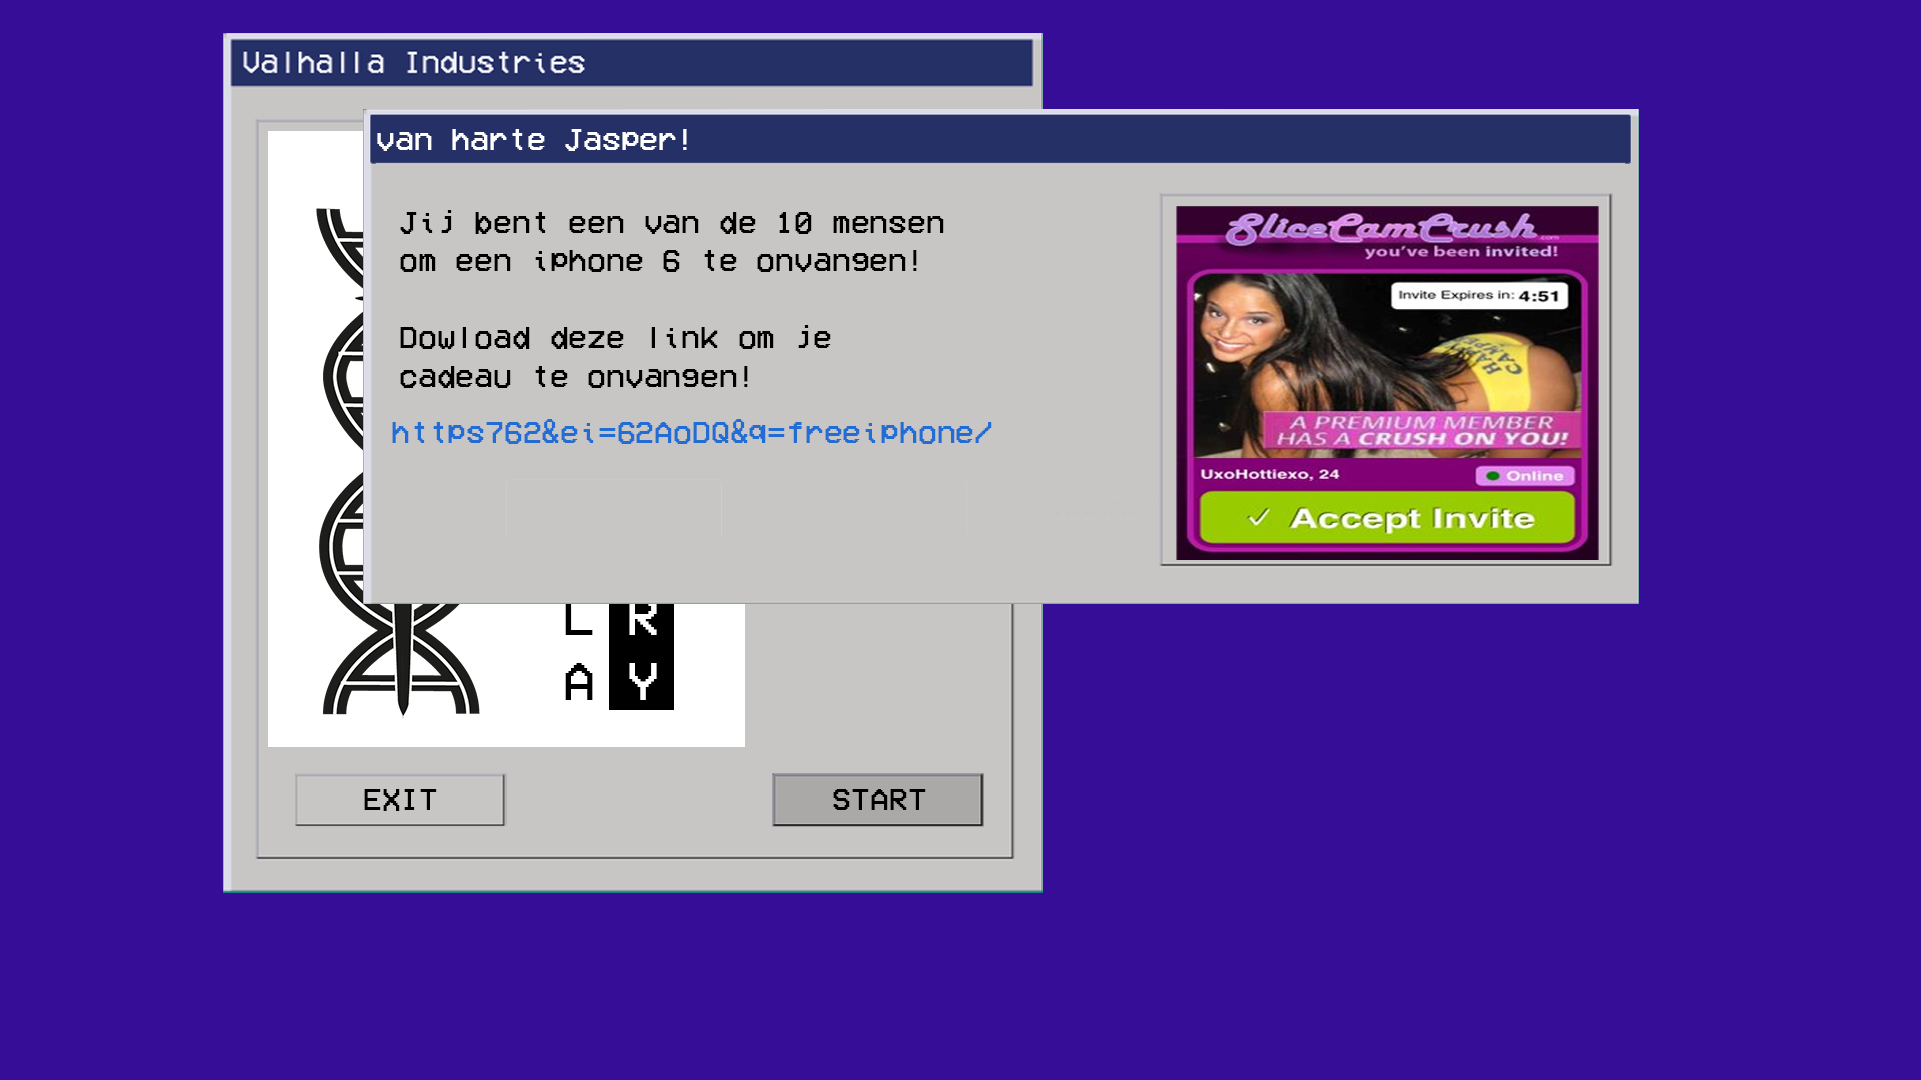 Valhalla Industries
van harte Jasper!
Jij bent een van de 10 mensen
om een iphone 6 te onvangen!
Dowload deze link om je
cadeau te onvangen!
https762&ei=62AoDQ&q=freeiphone/
SliceCamCrush.com
you've been invited!
Invite Expires in: 4:51
HAPPY
CAMPER
A PREMIUM MEMBER
HAS A CRUSH ON YOU!
UxoHottiexo, 24
Online
✓ Accept Invite
L R
A Y
EXIT
START